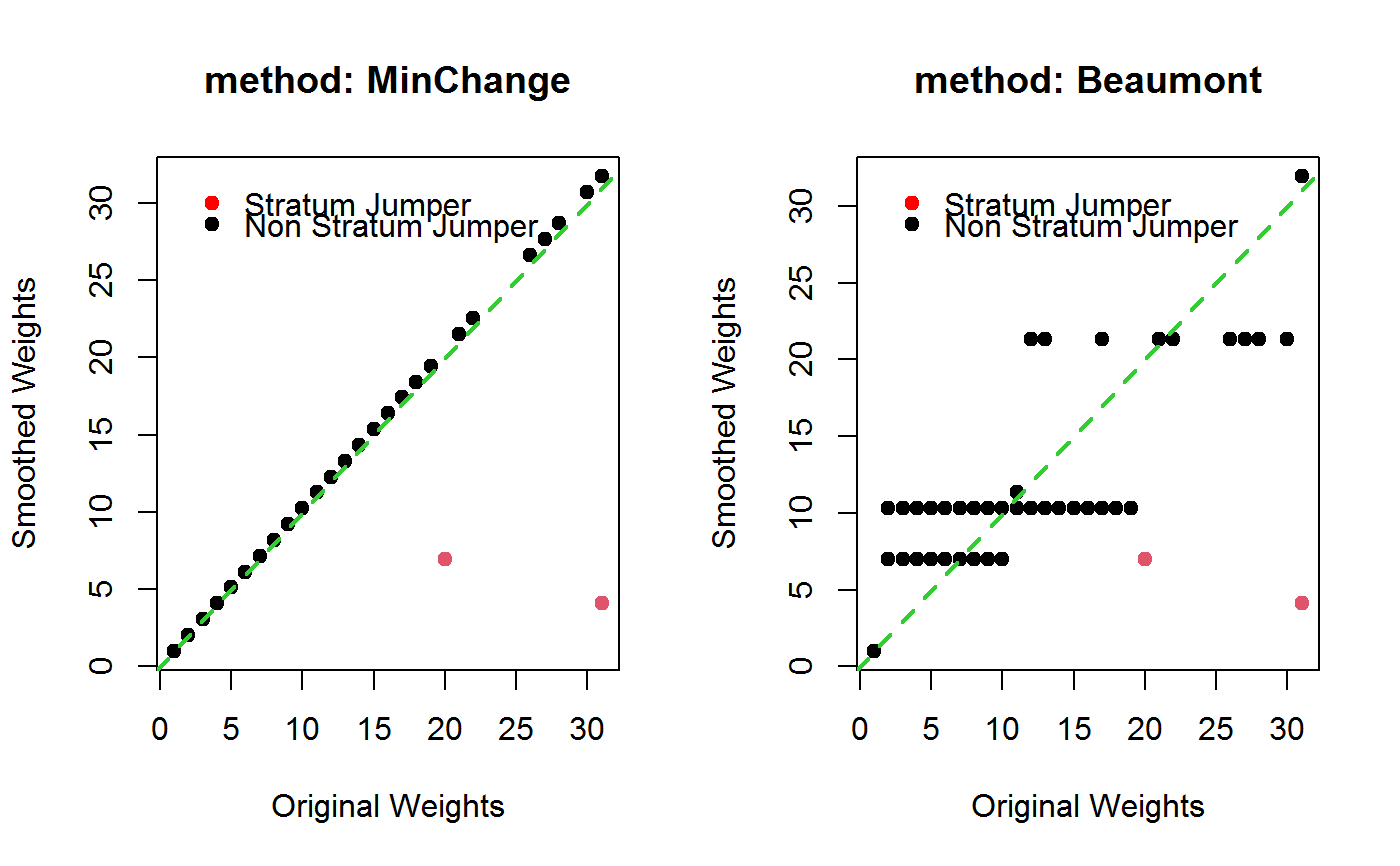 method: MinChange
Stratum Jumper
Non Stratum Jumper
Smoothed Weights
30
25
20
15
10
5
0
0 5 10 15 20 25 30
Original Weights
method: Beaumont
Stratum Jumper
Non Stratum Jumper
Smoothed Weights
30
25
20
15
10
5
0
0 5 10 15 20 25 30
Original Weights